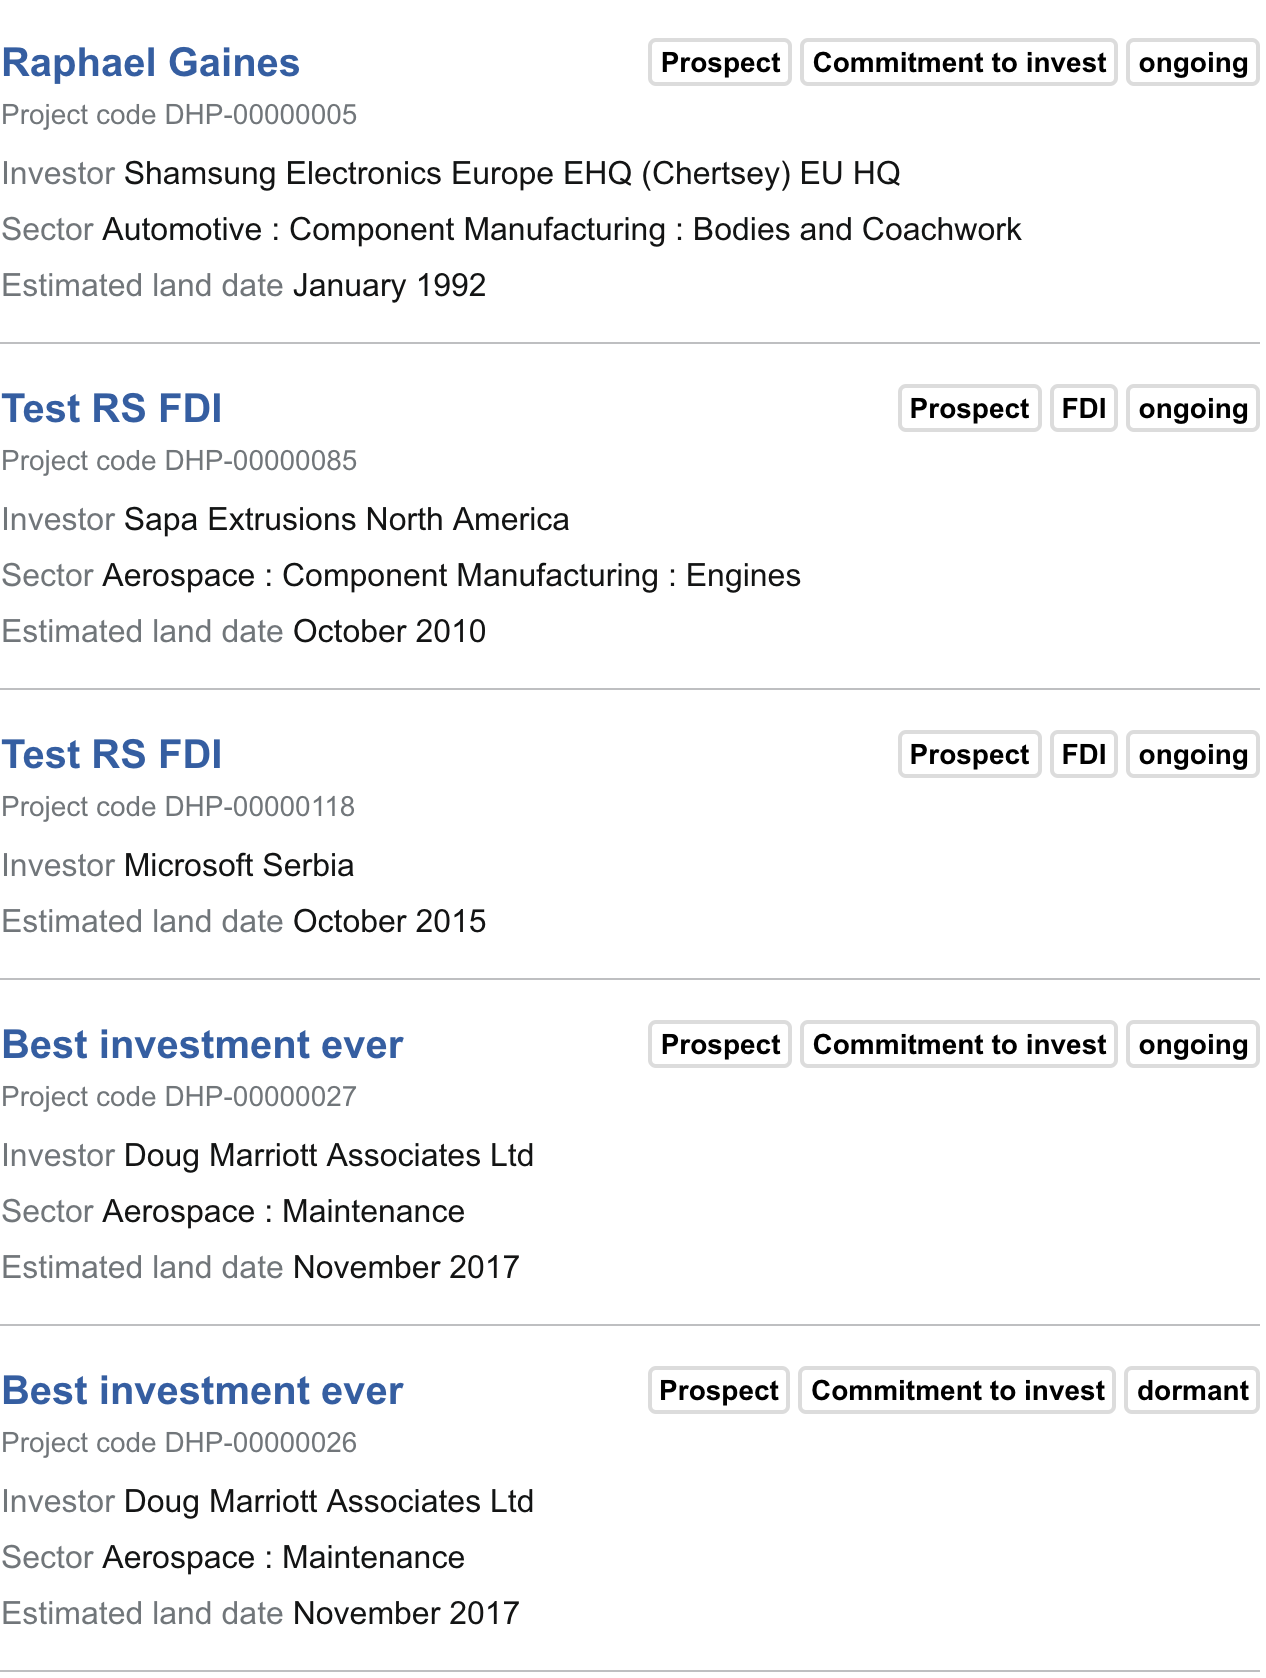 Raphael Gaines Prospect Commitment to invest ongoing
Project code DHP-00000005
Investor Shamsung Electronics Europe EHQ (Chertsey) EU HQ
Sector Automotive : Component Manufacturing : Bodies and Coachwork
Estimated land date January 1992
Test RS FDI Prospect FDI ongoing
Project code DHP-00000085
Investor Sapa Extrusions North America
Sector Aerospace : Component Manufacturing : Engines
Estimated land date October 2010
Test RS FDI Prospect FDI ongoing
Project code DHP-00000118
Investor Microsoft Serbia
Estimated land date October 2015
Best investment ever Prospect Commitment to invest ongoing
Project code DHP-00000027
Investor Doug Marriott Associates Ltd
Sector Aerospace : Maintenance
Estimated land date November 2017
Best investment ever Prospect Commitment to invest dormant
Project code DHP-00000026
Investor Doug Marriott Associates Ltd
Sector Aerospace : Maintenance
Estimated land date November 2017